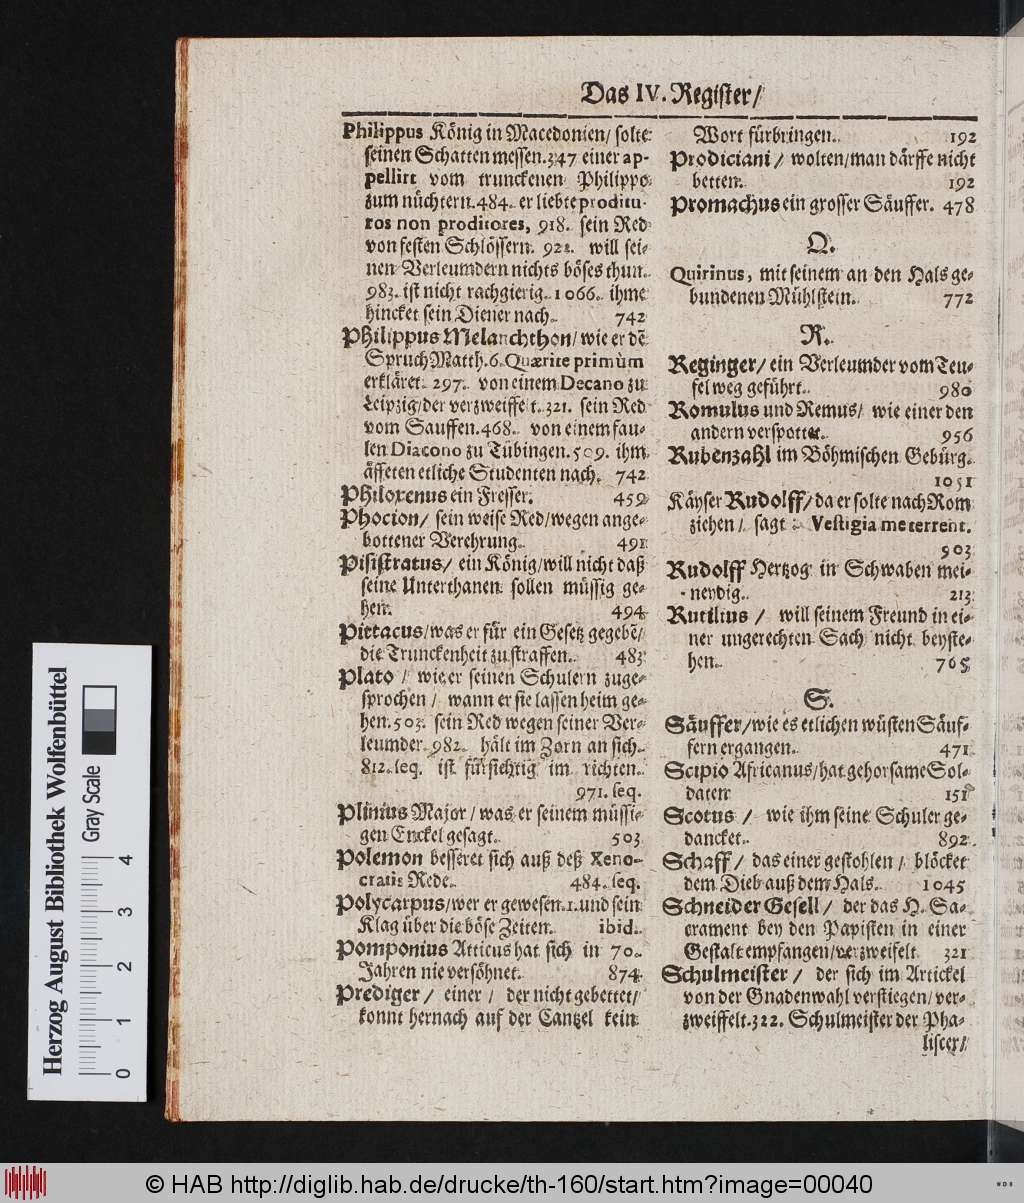 Das IV. Register/
Philippus König in Macedonien/ solte
seinen Schatten messen. 347 einer ap-
pellirt vom trunckenen Philippo
zum nüchtern. 484. er liebte prodito-
ros non proditores, 918. sein Red
von festen Schlössern. 921. will sei-
nen Verleumdern nichts böses thun.
983. ist nicht rachgierig. 1066. ihme
hincket sein Diener nach. 742
Philippus Melanchthon/ wie er dē
Spruch Matth. 6. Quærite primùm
erkläret. 297. von einem Decano zu
Leipzig/ der verzweiffelt. 321. sein Red
vom Sauffen. 468. von einem fau-
len Diacono zu Tübingen. 509. ihm
äffeten etliche Studenten nach. 742
Philoxenus ein Fresser. 459
Phocion/ sein weise Red/ wegen ange-
bottener Verehrung. 491
Pisistratus/ ein König/ will nicht daß
seine Unterthanen sollen müssig ge-
hen. 494
Pittacus/ was er für ein Gesetz gegebē/
die Trunckenheit zu straffen. 483
Plato / wie er seinen Schulern zuge-
sprochen / wann er sie lassen heim ge-
hen. 503. sein Red wegen seiner Ver-
leumder. 982. hält im Zorn an sich.
812. seq. ist fürsichtig im richten.
971. seq.
Plinius Major/ was er seinem müssi-
gen Enckel gesagt. 503
Polemon besseret sich auß deß Xeno-
cratis Rede. 484. seq.
Polycarpus/ wer er gewesen. 1. und sein
Klag über die böse Zeiten. ibid.
Pomponius Atticus hat sich in 70.
Jahren nie versöhnet. 874
Prediger / einer / der nicht gebettet/
konnt hernach auf der Cantzel kein
Wort fürbringen. 192
Prodiciani / wolten/ man därffe nicht
betten. 192
Promachus ein grosser Säuffer. 478
Q.
Quirinus, mit seinem an den Hals ge-
bundenen Mühlstein. 772
R.
Reginger/ ein Verleumder vom Teu-
fel weg geführt. 980
Romulus und Remus/ wie einer den
andern verspottet. 956
Rubenzahl im Böhmischen Gebürg.
1051
Käyser Rudolff/ da er solte nach Rom
ziehen/ sagt: Vestigia me terrent.
903
Rudolff Hertzog in Schwaben mei-
neydig. 213
Rutilius / will seinem Freund in ei-
ner ungerechten Sach nicht beyste-
hen. 765
S.
Säuffer/ wie es etlichen wüsten Säuf-
fern ergangen. 471
Scipio Africanus/ hat gehorsame Sol-
daten 151
Scotus / wie ihm seine Schuler ge-
dancket. 892
Schaff/ das einer gestohlen/ blöcket
dem Dieb auß dem Hals. 1045
Schneider Gesell / der das H. Sa-
crament bey den Papisten in einer
Gestalt empfangen/ verzweifelt 321
Schulmeister / der sich im Artickel
von der Gnadenwahl verstiegen/ ver-
zweiffelt. 322. Schulmeister der Pha-
liscer/
Herzog August Bibliothek Wolfenbüttel
Gray Scale
0 1 2 3 4
© HAB http://diglib.hab.de/drucke/th-160/start.htm?image=00040